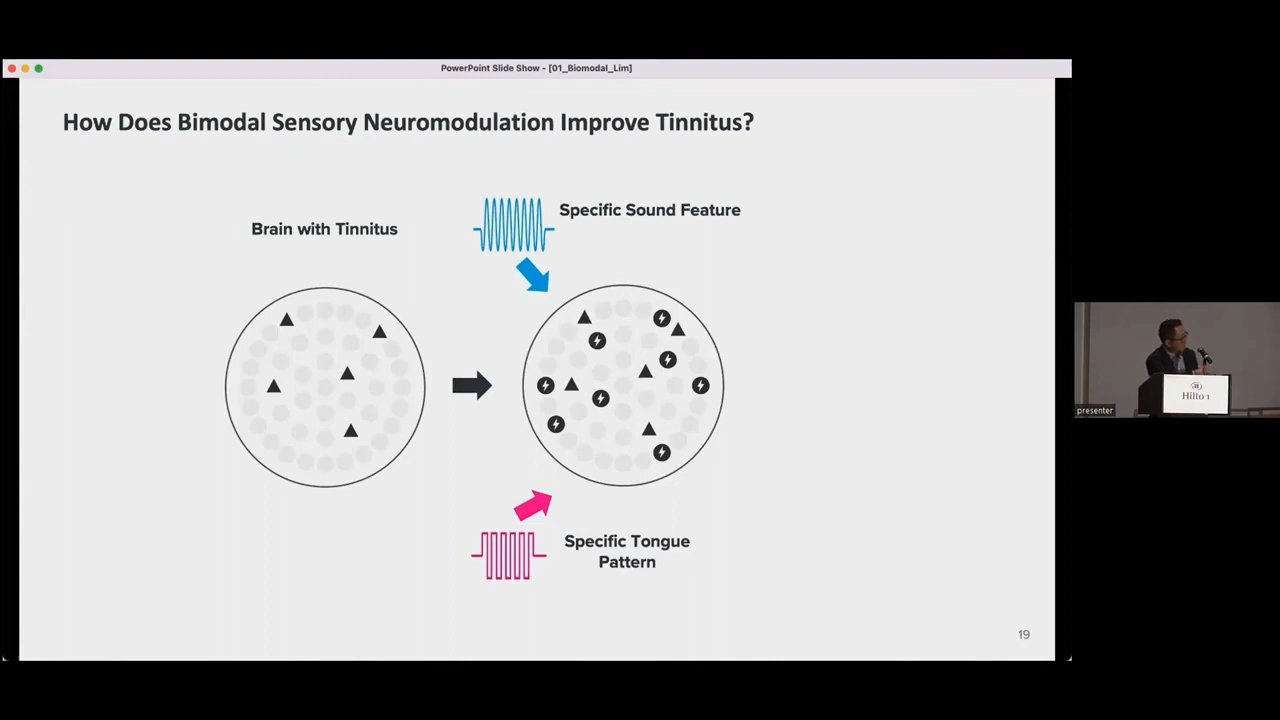 PowerPoint Slide Show - [01_Biomodal_Lim]
How Does Bimodal Sensory Neuromodulation Improve Tinnitus?
Specific Sound Feature
Brain with Tinnitus
Specific Tongue
Pattern
19
Hilton
presenter